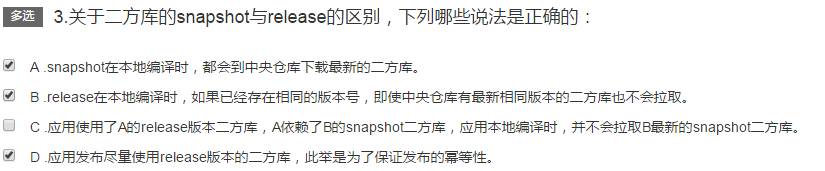 多选 3.关于二方库的snapshot与release的区别，下列哪些说法是正确的：
A .snapshot在本地编译时，都会到中央仓库下载最新的二方库。
B .release在本地编译时，如果已经存在相同的版本号，即使中央仓库有最新相同版本的二方库也不会拉取。
C .应用使用了A的release版本二方库，A依赖了B的snapshot二方库，应用本地编译时，并不会拉取B最新的snapshot二方库。
D .应用发布尽量使用release版本的二方库，此举是为了保证发布的幂等性。